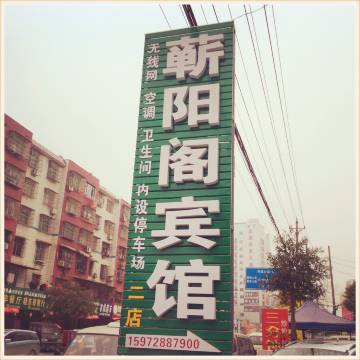 蕲阳阁宾馆
无线网 空调 卫生间 内设停车场
二店
15972887900